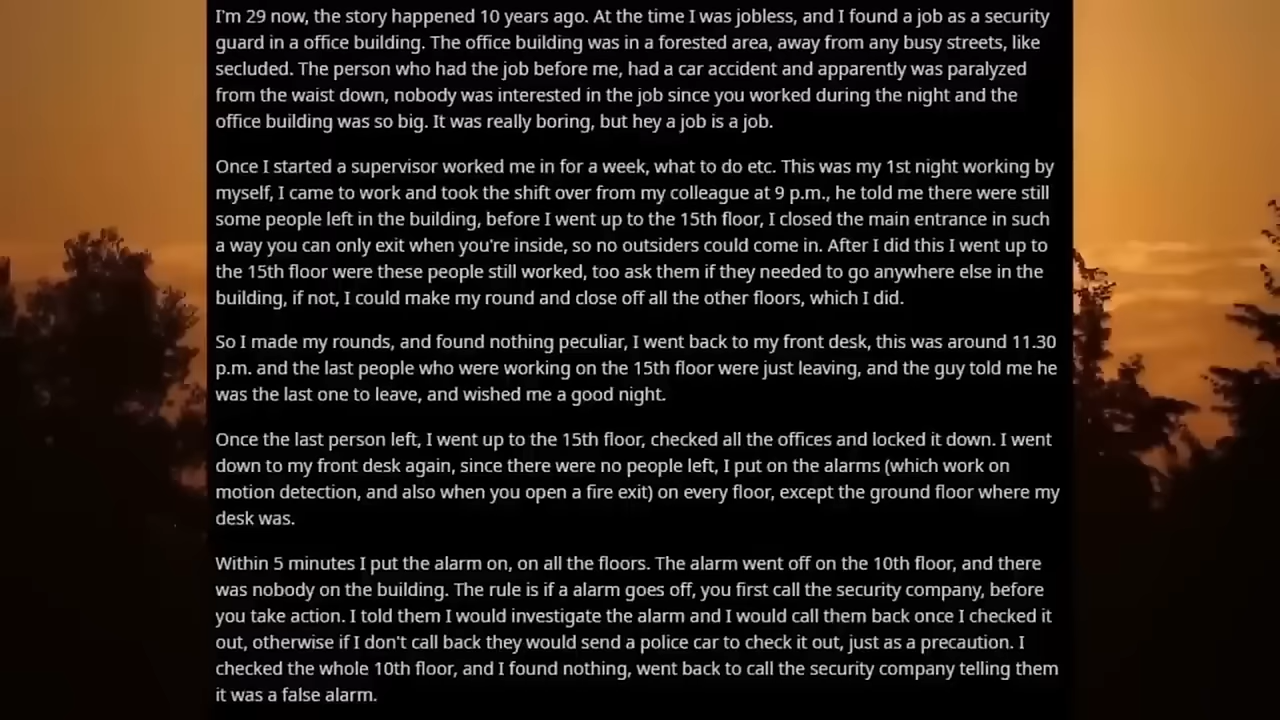 I'm 29 now, the story happened 10 years ago. At the time I was jobless, and I found a job as a security
guard in a office building. The office building was in a forested area, away from any busy streets, like
secluded. The person who had the job before me, had a car accident and apparently was paralyzed
from the waist down, nobody was interested in the job since you worked during the night and the
office building was so big. It was really boring, but hey a job is a job.
Once I started a supervisor worked me in for a week, what to do etc. This was my 1st night working by
myself, I came to work and took the shift over from my colleague at 9 p.m., he told me there were still
some people left in the building, before I went up to the 15th floor, I closed the main entrance in such
a way you can only exit when you're inside, so no outsiders could come in. After I did this I went up to
the 15th floor were these people still worked, too ask them if they needed to go anywhere else in the
building, if not, I could make my round and close off all the other floors, which I did.
So I made my rounds, and found nothing peculiar, I went back to my front desk, this was around 11.30
p.m. and the last people who were working on the 15th floor were just leaving, and the guy told me he
was the last one to leave, and wished me a good night.
Once the last person left, I went up to the 15th floor, checked all the offices and locked it down. I went
down to my front desk again, since there were no people left, I put on the alarms (which work on
motion detection, and also when you open a fire exit) on every floor, except the ground floor where my
desk was.
Within 5 minutes I put the alarm on, on all the floors. The alarm went off on the 10th floor, and there
was nobody on the building. The rule is if a alarm goes off, you first call the security company, before
you take action. I told them I would investigate the alarm and I would call them back once I checked it
out, otherwise if I don't call back they would send a police car to check it out, just as a precaution. I
checked the whole 10th floor, and I found nothing, went back to call the security company telling them
it was a false alarm.